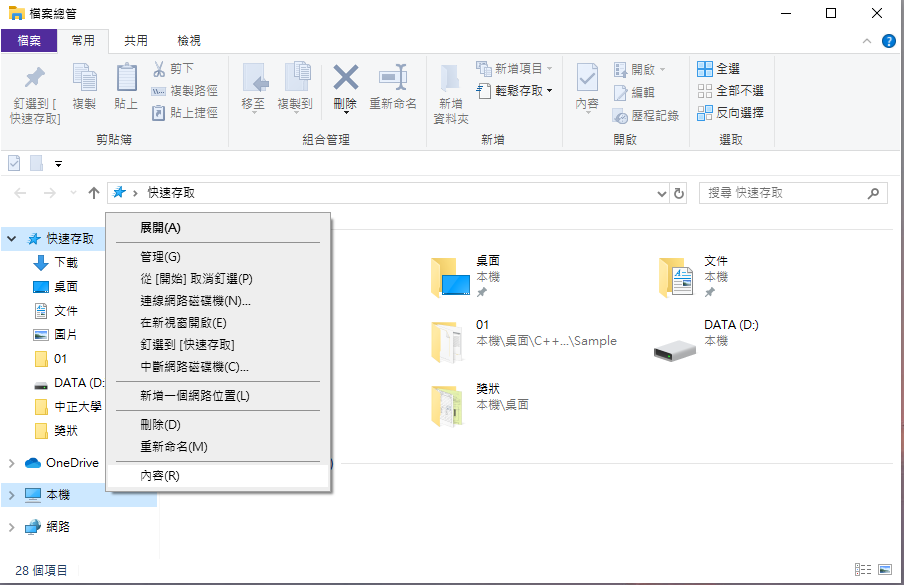 檔案總管
檔案 常用 共用 檢視
釘選到 [
快速存取]
複製
貼上
剪下
複製路徑
貼上捷徑
剪貼簿
移至
複製到
刪除
重新命名
組合管理
新增
資料夾
新增項目
輕鬆存取
新增
內容
開啟
編輯
歷程記錄
開啟
全選
全部不選
反向選擇
選取
快速存取
搜尋 快速存取
快速存取
下載
桌面
文件
圖片
01
DATA (D:
中正大學
獎狀
OneDrive
本機
網路
展開(A)
管理(G)
從 [開始] 取消釘選(P)
連線網路磁碟機(N)...
在新視窗開啟(E)
釘選到 [快速存取]
中斷網路磁碟機(C)...
新增一個網路位置(L)
刪除(D)
重新命名(M)
內容(R)
桌面
本機
文件
本機
01
本機\桌面\C++...\Sample
DATA (D:)
本機
獎狀
本機\桌面
28 個項目